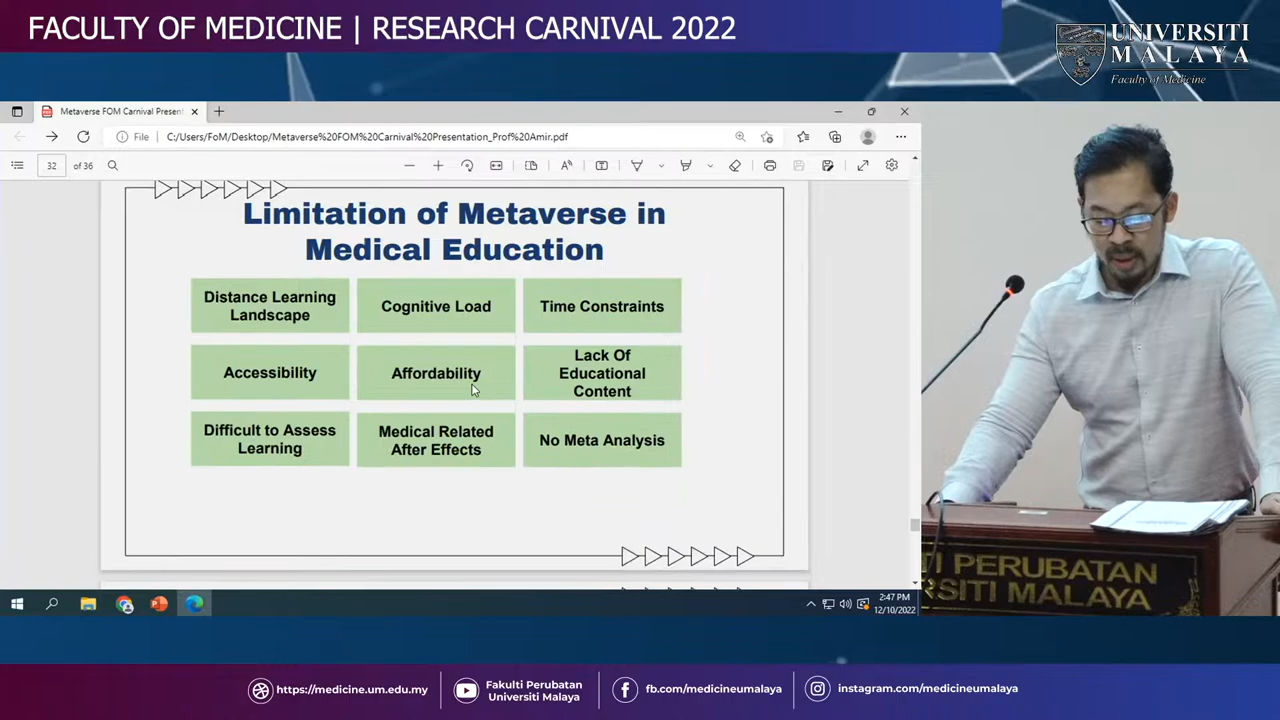 FACULTY OF MEDICINE | RESEARCH CARNIVAL 2022
UNIVERSITI
MALAYA
Faculty of Medicine
Metaverse FOM Carnival Present
File
C:/Users/FoM/Desktop/Metaverse%20FOM%20Carnival%20Presentation_Prof%20Amir.pdf
32 of 36
Limitation of Metaverse in
Medical Education
Distance Learning
Landscape
Cognitive Load
Time Constraints
Accessibility
Affordability
Lack Of
Educational
Content
Difficult to Assess
Learning
Medical Related
After Effects
No Meta Analysis
TI PERUBATAN
ERSITI MALAYA
2:47 PM
12/10/2022
https://medicine.um.edu.my
Fakulti Perubatan
Universiti Malaya
fb.com/medicineumalaya
instagram.com/medicineumalaya